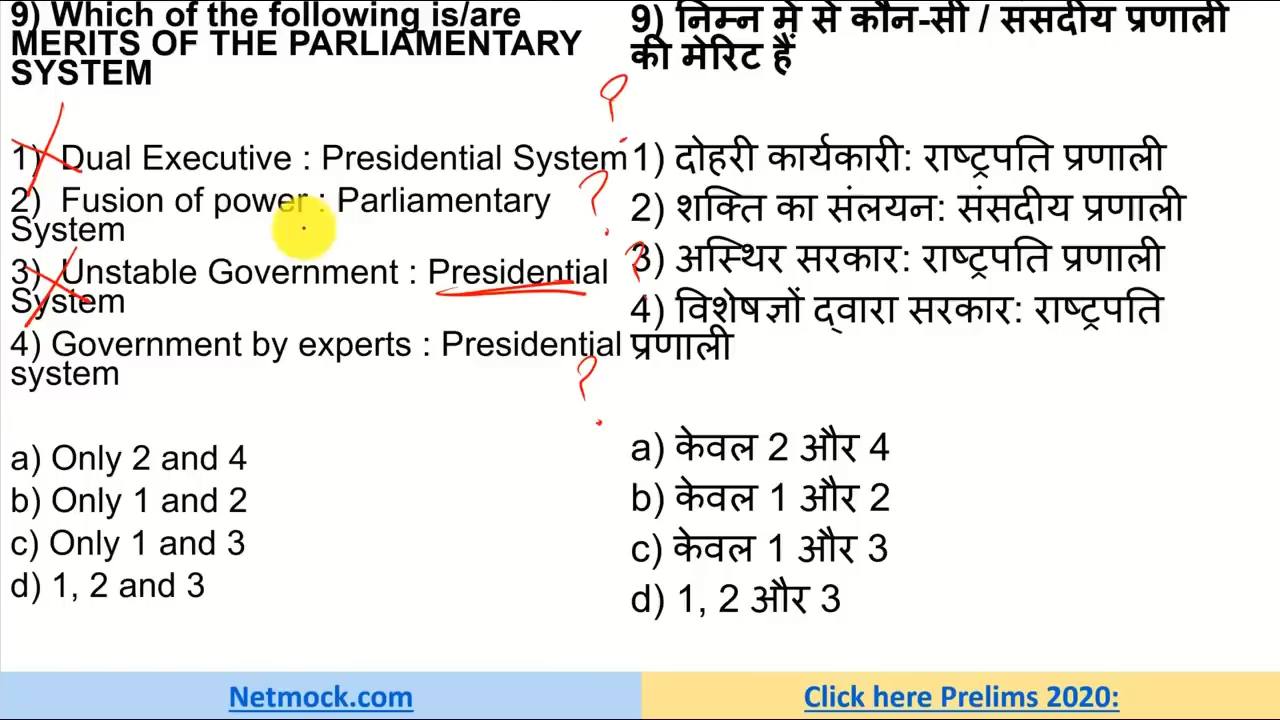 9) Which of the following is/are
MERITS OF THE PARLIAMENTARY
SYSTEM
1) Dual Executive : Presidential System
2) Fusion of power : Parliamentary
System
3) Unstable Government : Presidential
System
4) Government by experts : Presidential
system
a) Only 2 and 4
b) Only 1 and 2
c) Only 1 and 3
d) 1, 2 and 3
9) निम्न में से कौन-सी / संसदीय प्रणाली
की मेरिट हैं
?
1) दोहरी कार्यकारी: राष्ट्रपति प्रणाली
?
2) शक्ति का संलयन: संसदीय प्रणाली
?
3) अस्थिर सरकार: राष्ट्रपति प्रणाली
4) विशेषज्ञों द्वारा सरकार: राष्ट्रपति
प्रणाली
?
a) केवल 2 और 4
b) केवल 1 और 2
c) केवल 1 और 3
d) 1, 2 और 3
Netmock.com
Click here Prelims 2020: